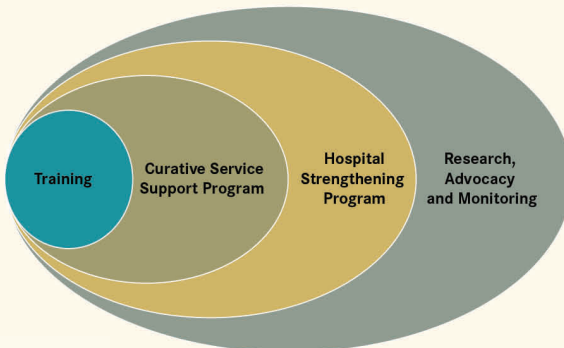 Training
Curative Service
Support Program
Hospital
Strengthening
Program
Research,
Advocacy
and Monitoring